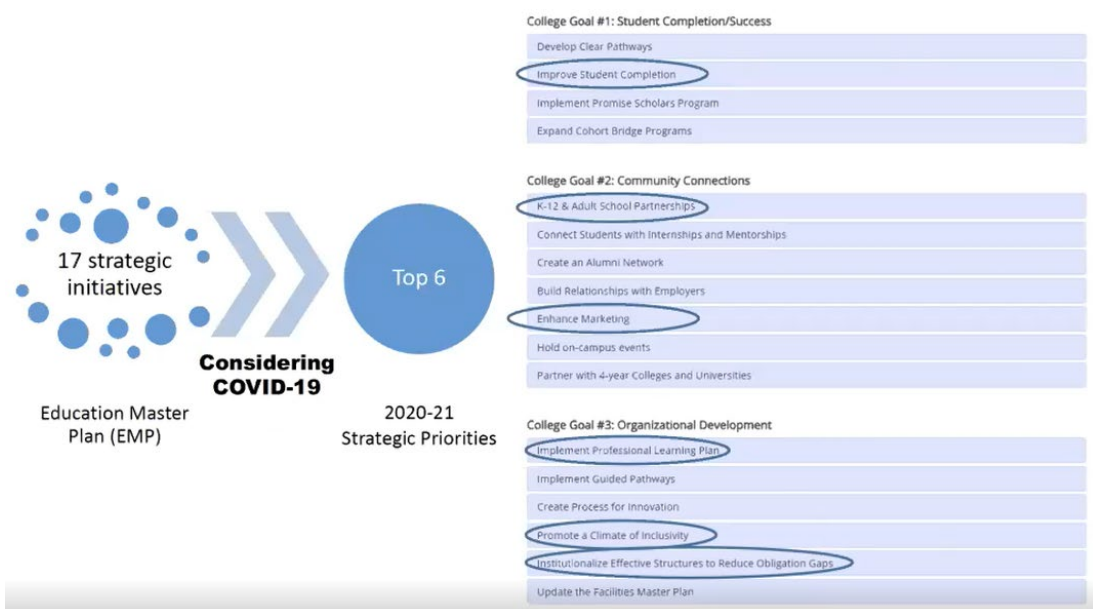 17 strategic
initiatives
Education Master
Plan (EMP)
Considering
COVID-19
Top 6
2020-21
Strategic Priorities
College Goal #1: Student Completion/Success
Develop Clear Pathways
Improve Student Completion
Implement Promise Scholars Program
Expand Cohort Bridge Programs
College Goal #2: Community Connections
K-12 & Adult School Partnerships
Connect Students with Internships and Mentorships
Create an Alumni Network
Build Relationships with Employers
Enhance Marketing
Hold on-campus events
Partner with 4-year Colleges and Universities
College Goal #3: Organizational Development
Implement Professional Learning Plan
Implement Guided Pathways
Create Process for Innovation
Promote a Climate of Inclusivity
Institutionalize Effective Structures to Reduce Obligation Gaps
Update the Facilities Master Plan